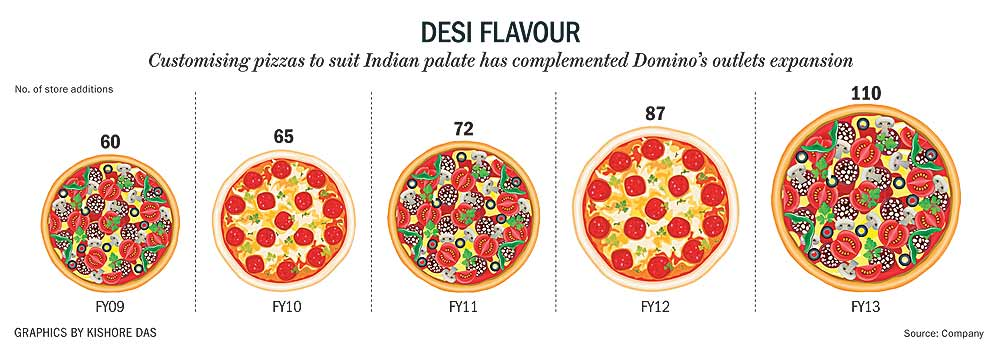 DESI FLAVOUR
Customising pizzas to suit Indian palate has complemented Domino's outlets expansion
No. of store additions
60
65
72
87
110
FY09
FY10
FY11
FY12
FY13
GRAPHICS BY KISHORE DAS
Source: Company